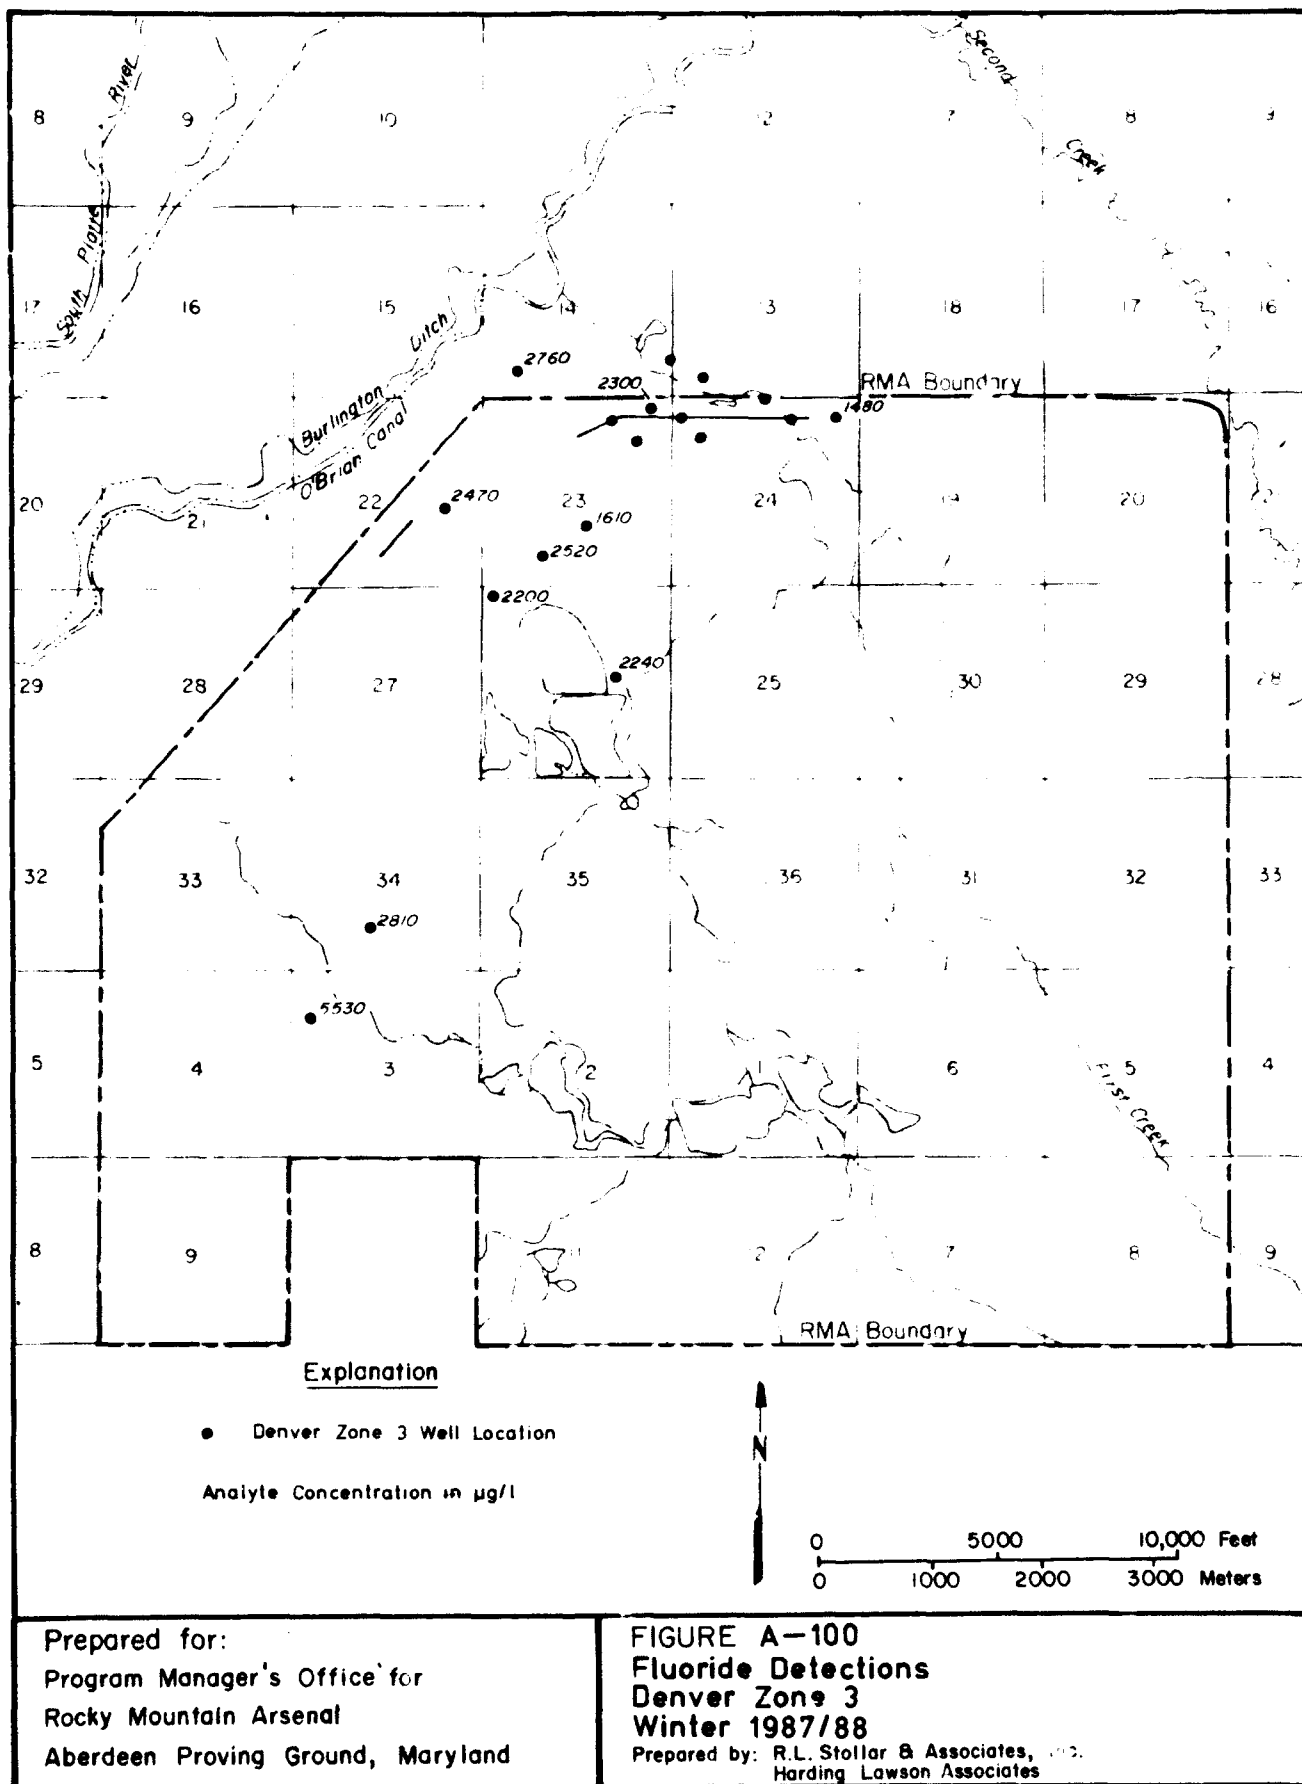 River
Second
8 9 10 2 7 8 9
Creek
South Platte
17 16 15 14 13 18 17 16
Ditch
2760
2300
RMA Boundary
1480
Burlington
O'Brian Canal
20 21 22 23 24 19 20 2
2470
1610
2520
2200
2240
29 28 27 25 30 29 28
32 33 34 35 36 31 32 33
2810
5530
5 4 3 2 1 6 5 4
First Creek
8 9 11 2 7 8 9
RMA Boundary
Explanation
Denver Zone 3 Well Location
Analyte Concentration in µg/l
N
0 5000 10,000 Feet
0 1000 2000 3000 Meters
Prepared for:
Program Manager's Office for
Rocky Mountain Arsenal
Aberdeen Proving Ground, Maryland
FIGURE A-100
Fluoride Detections
Denver Zone 3
Winter 1987/88
Prepared by: R.L. Stollar & Associates,
Harding Lawson Associates